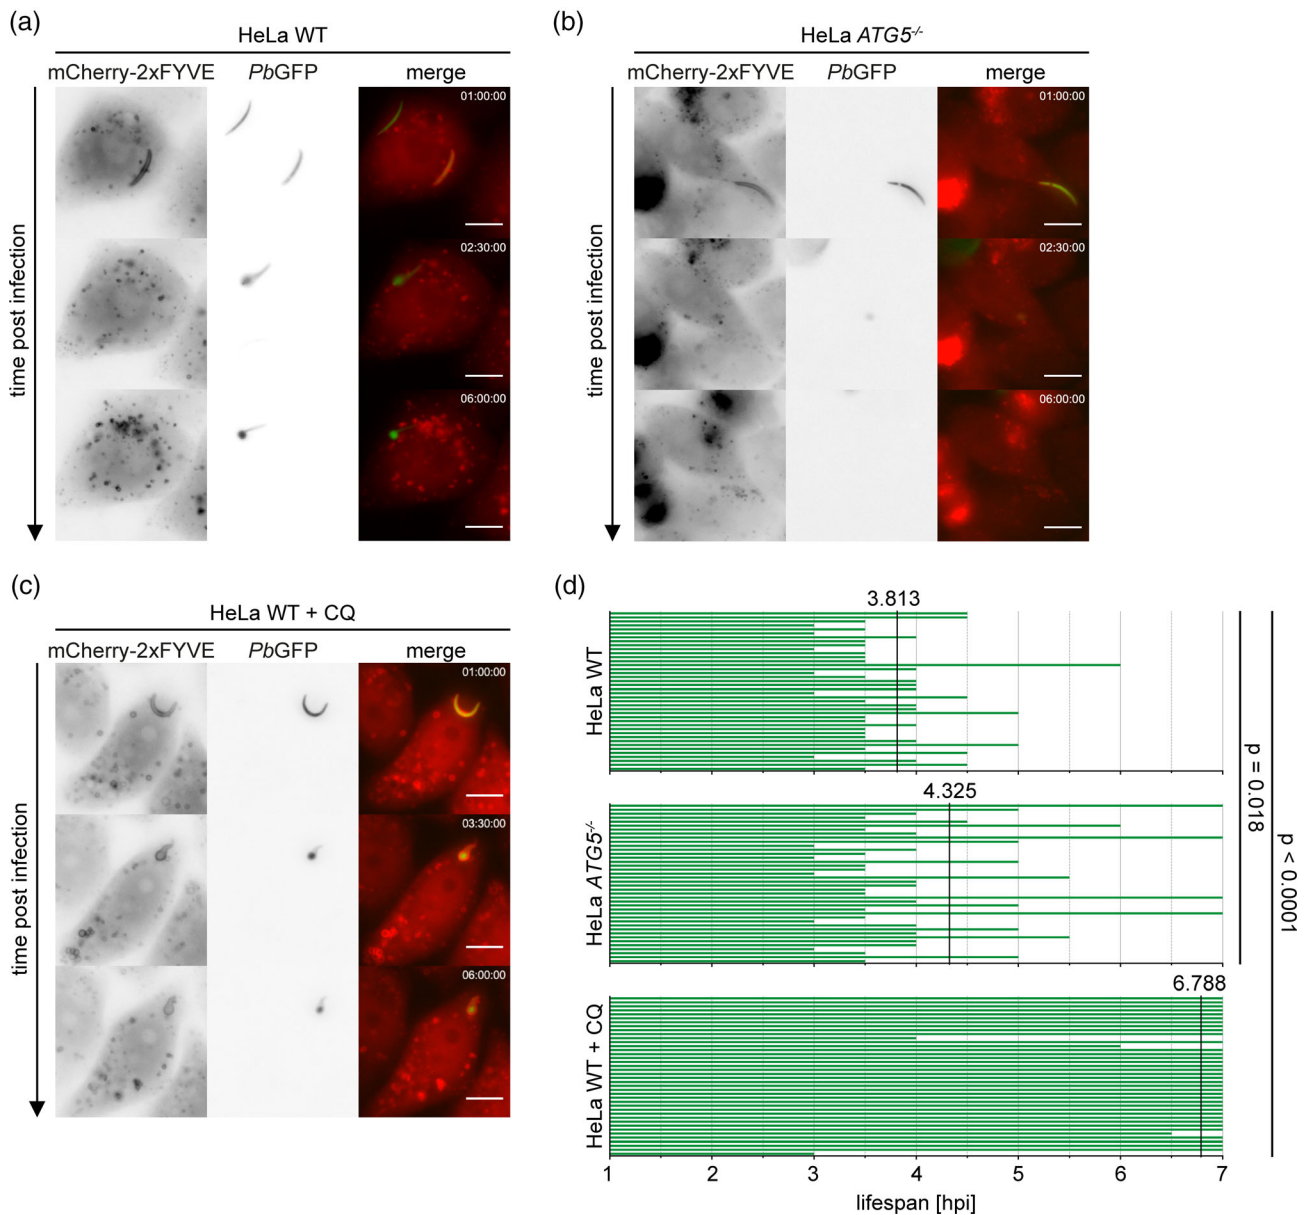 (a)
HeLa WT
mCherry-2xFYVE PbGFP merge
01:00:00
02:30:00
06:00:00
time post infection
(b)
HeLa ATG5-/-
mCherry-2xFYVE PbGFP merge
01:00:00
02:30:00
06:00:00
time post infection
(c)
HeLa WT + CQ
mCherry-2xFYVE PbGFP merge
01:00:00
03:30:00
06:00:00
time post infection
(d)
3.813
HeLa WT
4.325
HeLa ATG5-/-
6.788
HeLa WT + CQ
1 2 3 4 5 6 7
lifespan [hpi]
p = 0.018
p < 0.0001